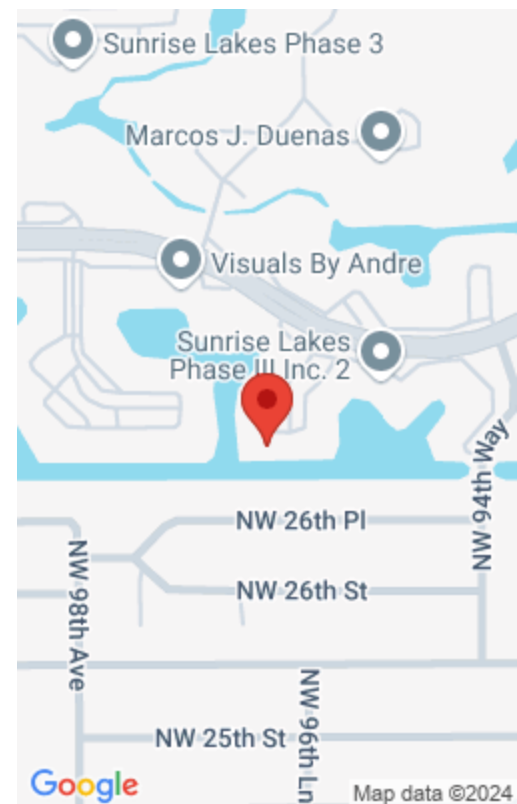 Sunrise Lakes Phase 3
Marcos J. Duenas
Visuals By Andre
Sunrise Lakes
Phase III Inc. 2
NW 94th Way
NW 26th Pl
NW 98th Ave
NW 26th St
NW 96th Ln
NW 25th St
Google
Map data ©2024